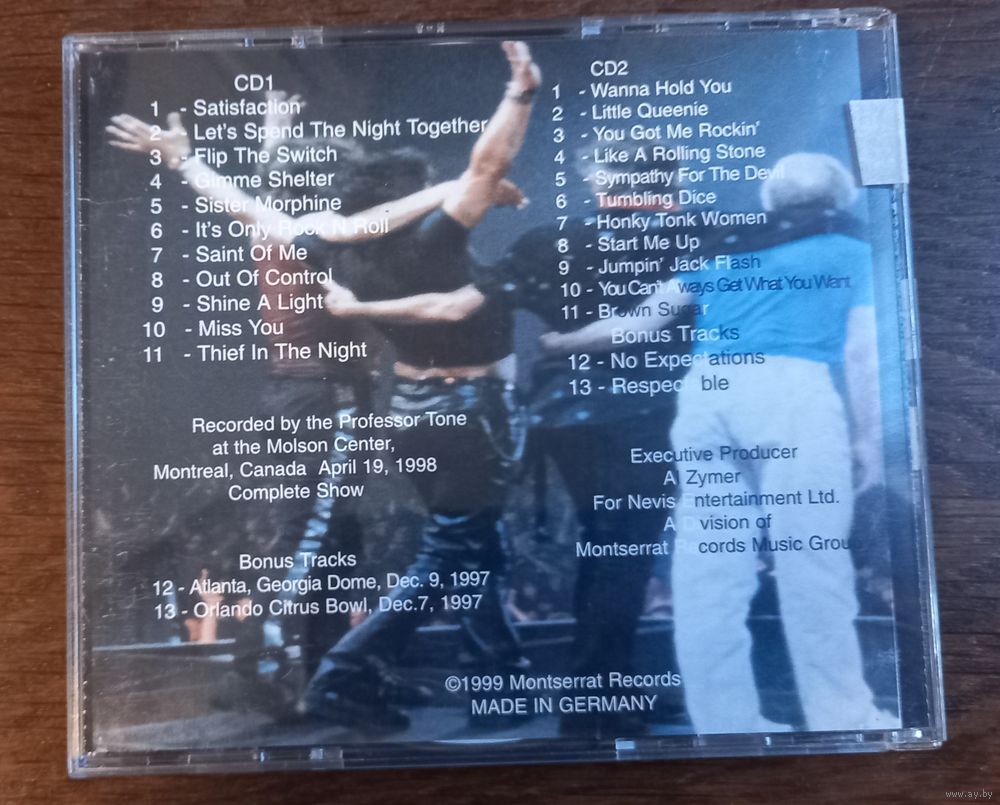 CD1
1 - Satisfaction
2 - Let's Spend The Night Together
3 - Flip The Switch
4 - Gimme Shelter
5 - Sister Morphine
6 - It's Only Rock N Roll
7 - Saint Of Me
8 - Out Of Control
9 - Shine A Light
10 - Miss You
11 - Thief In The Night
Recorded by the Professor Tone
at the Molson Center,
Montreal, Canada April 19, 1998
Complete Show
Bonus Tracks
12 - Atlanta, Georgia Dome, Dec. 9, 1997
13 - Orlando Citrus Bowl, Dec.7, 1997
CD2
1 - Wanna Hold You
2 - Little Queenie
3 - You Got Me Rockin'
4 - Like A Rolling Stone
5 - Sympathy For The Devil
6 - Tumbling Dice
7 - Honky Tonk Women
8 - Start Me Up
9 - Jumpin' Jack Flash
10 - You Can't Always Get What You Want
11 - Brown Sugar
Bonus Tracks
12 - No Expectations
13 - Respectable
Executive Producer
Al Zymer
For Nevis Entertainment Ltd.
A Division of
Montserrat Records Music Group
©1999 Montserrat Records
MADE IN GERMANY
www.ay.by